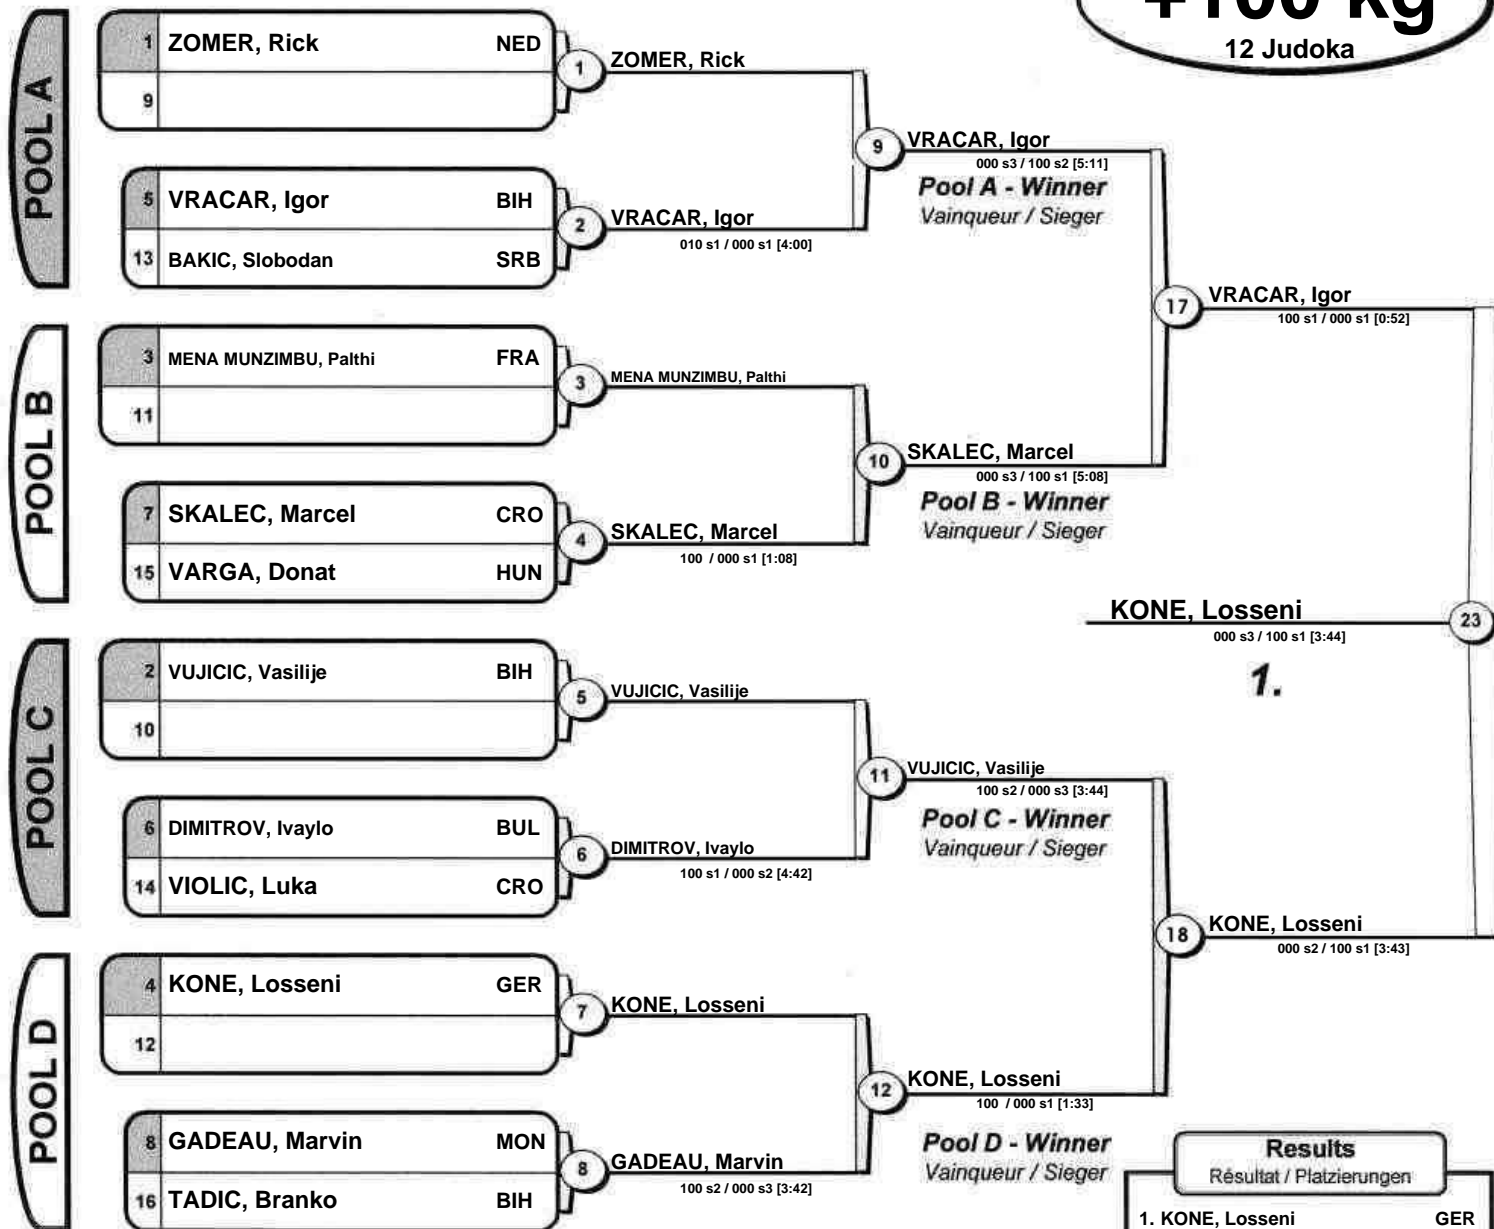 +100 kg
12 Judoka
POOL A
1 ZOMER, Rick NED
9
1 ZOMER, Rick
5 VRACAR, Igor BIH
13 BAKIC, Slobodan SRB
2 VRACAR, Igor
010 s1 / 000 s1 [4:00]
9 VRACAR, Igor
000 s3 / 100 s2 [5:11]
Pool A - Winner
Vainqueur / Sieger
POOL B
3 MENA MUNZIMBU, Palthi FRA
11
3 MENA MUNZIMBU, Palthi
7 SKALEC, Marcel CRO
15 VARGA, Donat HUN
4 SKALEC, Marcel
100 / 000 s1 [1:08]
10 SKALEC, Marcel
000 s3 / 100 s1 [5:08]
Pool B - Winner
Vainqueur / Sieger
17 VRACAR, Igor
100 s1 / 000 s1 [0:52]
POOL C
2 VUJICIC, Vasilije BIH
10
5 VUJICIC, Vasilije
6 DIMITROV, Ivaylo BUL
14 VIOLIC, Luka CRO
6 DIMITROV, Ivaylo
100 s1 / 000 s2 [4:42]
11 VUJICIC, Vasilije
100 s2 / 000 s3 [3:44]
Pool C - Winner
Vainqueur / Sieger
POOL D
4 KONE, Losseni GER
12
7 KONE, Losseni
8 GADEAU, Marvin MON
16 TADIC, Branko BIH
8 GADEAU, Marvin
100 s2 / 000 s3 [3:42]
12 KONE, Losseni
100 / 000 s1 [1:33]
Pool D - Winner
Vainqueur / Sieger
18 KONE, Losseni
000 s2 / 100 s1 [3:43]
KONE, Losseni 23
000 s3 / 100 s1 [3:44]
1.
Results
Résultat / Platzierungen
1. KONE, Losseni GER